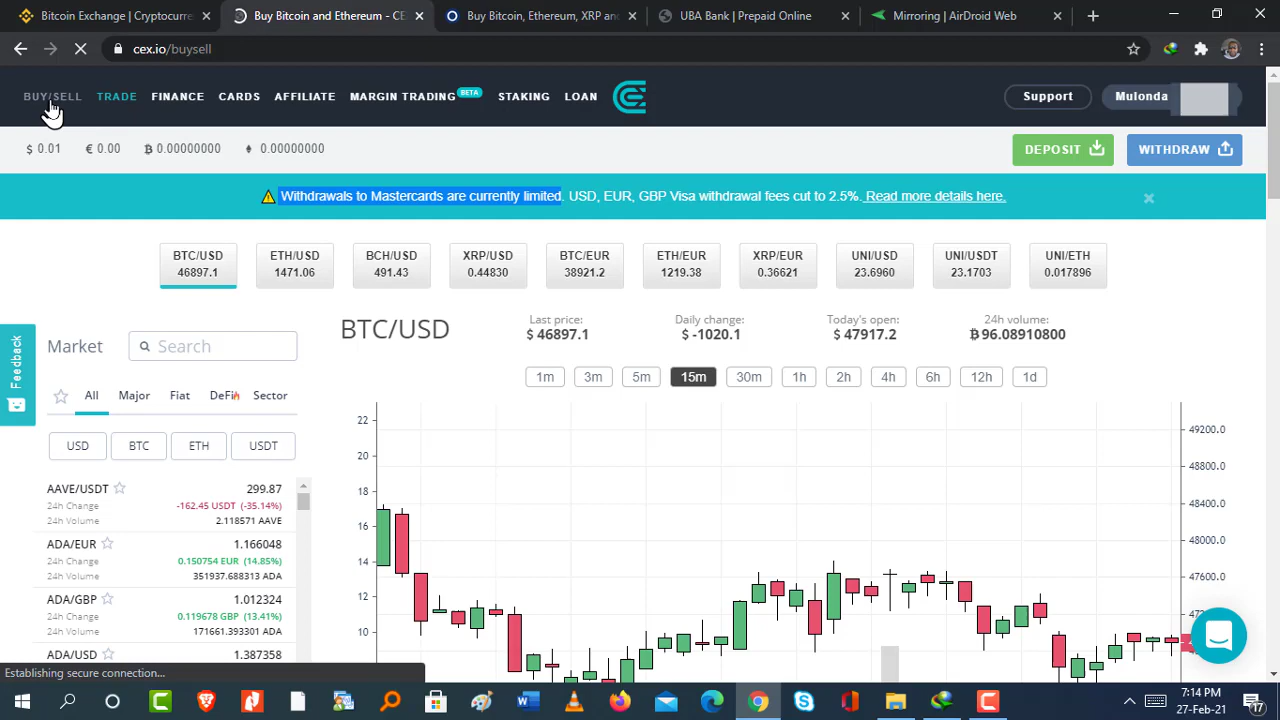 Bitcoin Exchange | Cryptocurre
Buy Bitcoin and Ethereum - CE
Buy Bitcoin, Ethereum, XRP and
UBA Bank | Prepaid Online
Mirroring | AirDroid Web
cex.io/buysell
BUY/SELL TRADE FINANCE CARDS AFFILIATE MARGIN TRADING BETA STAKING LOAN Support Mulonda
$ 0.01 € 0.00 ₿ 0.00000000 ♦ 0.00000000 DEPOSIT WITHDRAW
Withdrawals to Mastercards are currently limited. USD, EUR, GBP Visa withdrawal fees cut to 2.5%. Read more details here.
BTC/USD ETH/USD BCH/USD XRP/USD BTC/EUR ETH/EUR XRP/EUR UNI/USD UNI/USDT UNI/ETH
46897.1 1471.06 491.43 0.44830 38921.2 1219.38 0.36621 23.6960 23.1703 0.017896
Feedback
Market
Search
All Major Fiat DeFi Sector
USD BTC ETH USDT
AAVE/USDT 299.87
24h Change -162.45 USDT (-35.14%)
24h Volume 2.118571 AAVE
ADA/EUR 1.166048
24h Change 0.150754 EUR (14.85%)
24h Volume 351937.688313 ADA
ADA/GBP 1.012324
24h Change 0.119678 GBP (13.41%)
24h Volume 171661.393301 ADA
ADA/USD 1.387358
BTC/USD
Last price: Daily change: Today's open: 24h volume:
$ 46897.1 $ -1020.1 $ 47917.2 ₿ 96.08910800
1m 3m 5m 15m 30m 1h 2h 4h 6h 12h 1d
22
20
18
16
14
12
10
49200.0
48800.0
48400.0
48000.0
47600.0
Establishing secure connection...
7:14 PM
27-Feb-21
17